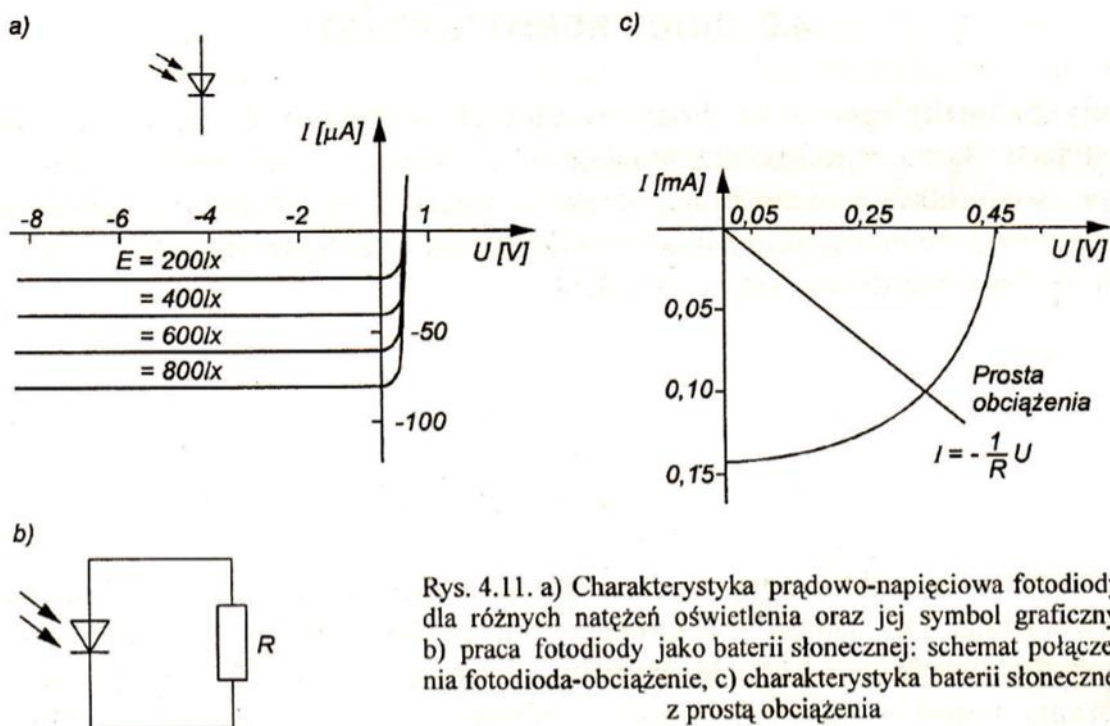 a)
I [µA]
-8 -6 -4 -2 1
U [V]
E = 200lx
= 400lx
= 600lx
= 800lx
-50
-100
c)
I [mA]
0,05 0,25 0,45
U [V]
0,05
0,10
0,15
Prosta
obciążenia
I = - 1/R U
b)
R
Rys. 4.11. a) Charakterystyka prądowo-napięciowa fotodiody
dla różnych natężeń oświetlenia oraz jej symbol graficzny
b) praca fotodiody jako baterii słonecznej: schemat połącze
nia fotodioda-obciążenie, c) charakterystyka baterii słoneczne
z prostą obciążenia